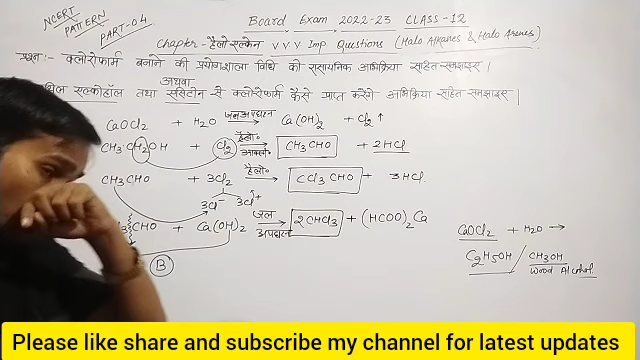 NCERT PATTERN PART-04
Board Exam 2022-23 CLASS-12
Chapter-हैलोएल्केन V V V Imp Questions (Halo Alkanes & Halo Arenes)
प्रश्न:- क्लोरोफार्म बनाने की प्रयोगशाला विधि को रासायनिक अभिक्रिया सहित समझाइए।
अथवा
एल्कोहॉल तथा एसिटोन से क्लोरोफार्म कैसे प्राप्त करेंगे अभिक्रिया सहित समझाइए।
CaOCl2 + H2O जल अपघटन → Ca(OH)2 + Cl2 ↑
CH3·CH2OH + Cl2 हैलो० → CH3CHO + 2HCl
CH3CHO + 3Cl2 हैलो० → CCl3CHO + 3HCl
3Cl⁻ 3Cl⁺
CHO + Ca(OH)2 जल अपघटन → 2CHCl3 + (HCOO)2Ca
B
CaOCl2 + H2O →
C2H5OH / CH3OH
Wood Alcohol
Please like share and subscribe my channel for latest updates